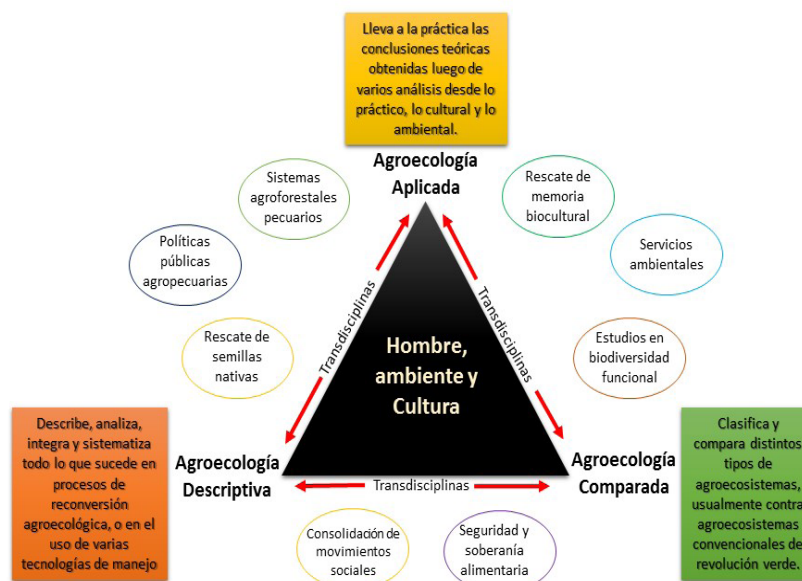 Lleva a la práctica las
conclusiones teóricas
obtenidas luego de
varios análisis desde lo
práctico, lo cultural y lo
ambiental.
Agroecología
Aplicada
Sistemas
agroforestales
pecuarios
Rescate de
memoria
biocultural
Políticas
públicas
agropecuarias
Servicios
ambientales
Rescate de
semillas
nativas
Transdisciplinas
Transdisciplinas
Estudios en
biodiversidad
funcional
Hombre,
ambiente y
Cultura
Describe, analiza,
integra y sistematiza
todo lo que sucede en
procesos de
reconversión
agroecológica, o en el
uso de varias
tecnologías de manejo
Agroecología
Descriptiva
Transdisciplinas
Agroecología
Comparada
Clasifica y
compara distintos
tipos de
agroecosistemas,
usualmente contra
agroecosistemas
convencionales de
revolución verde.
Consolidación de
movimientos
sociales
Seguridad y
soberanía
alimentaria